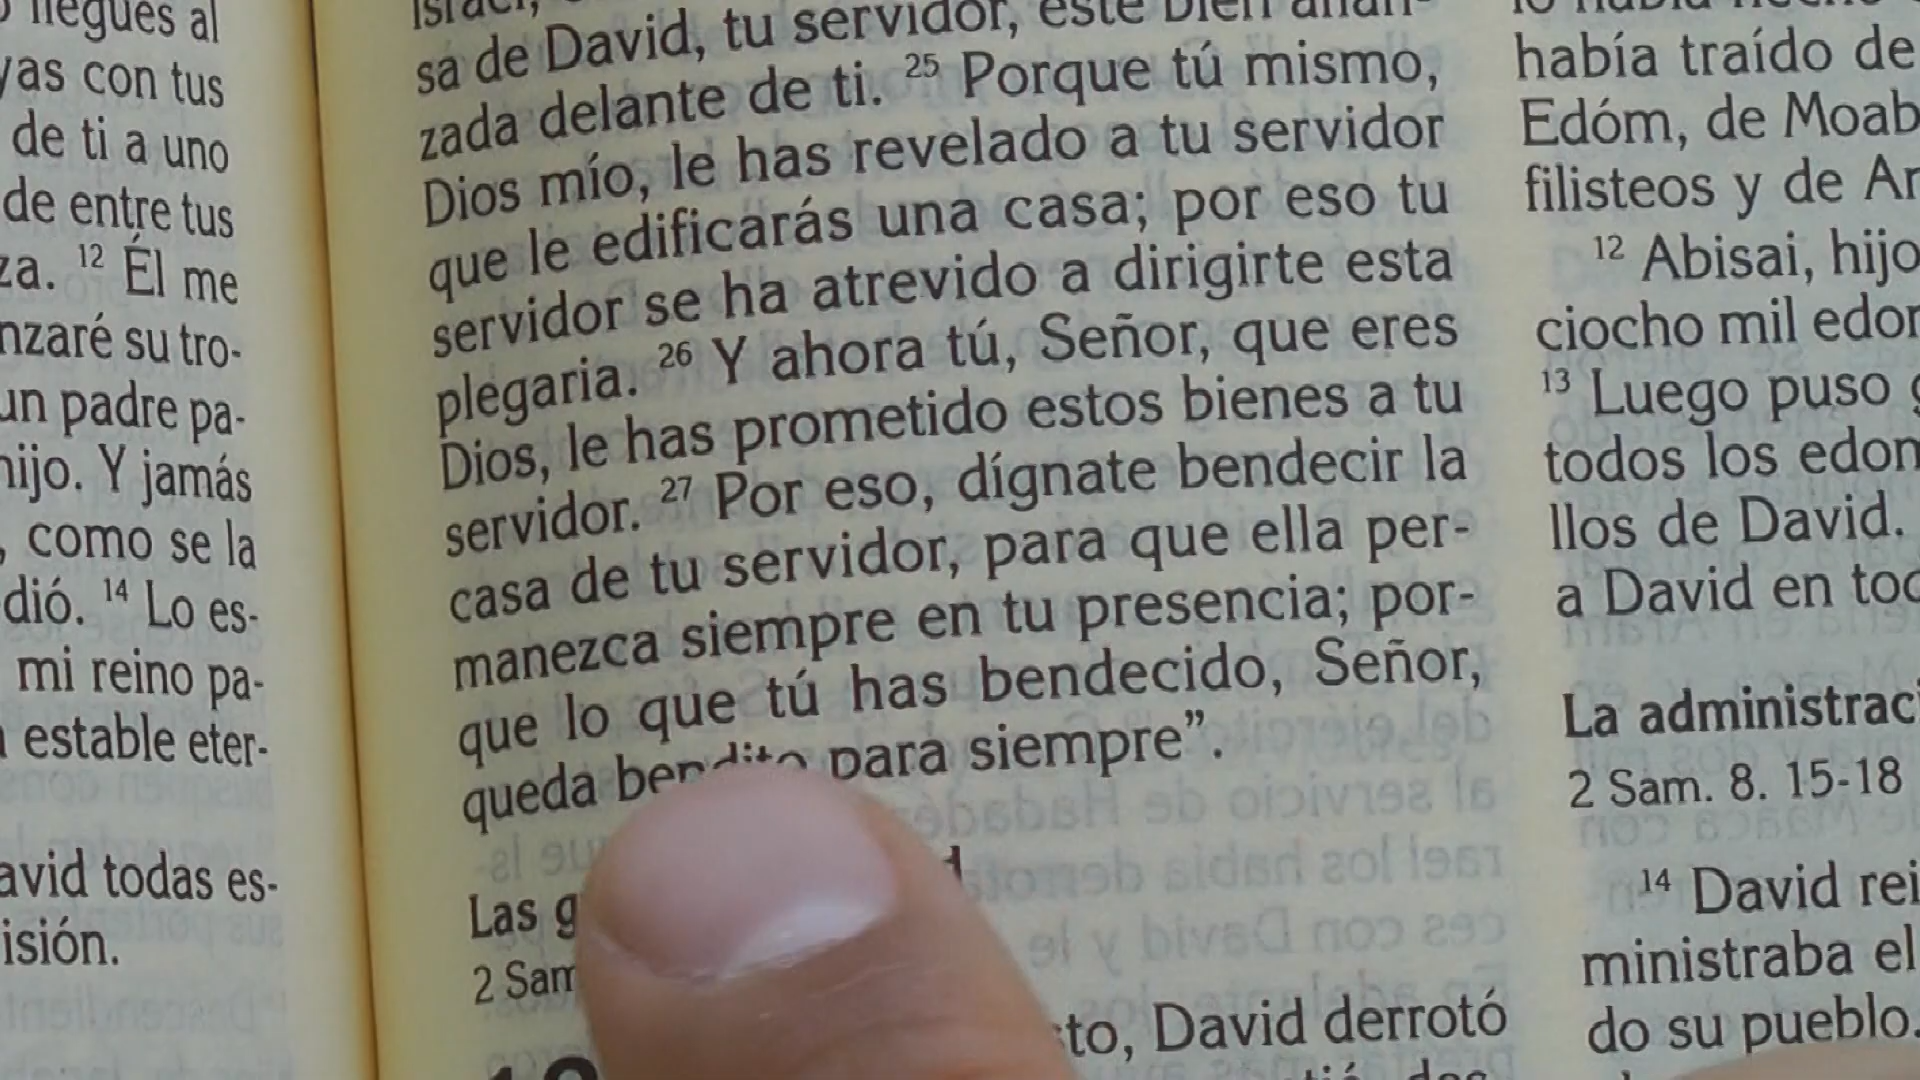 llegues al
yas con tus
de ti a uno
de entre tus
za. 12 Él me
nzaré su tro-
un padre pa-
hijo. Y jamás
, como se la
dió. 14 Lo es-
mi reino pa-
estable eter-
avid todas es-
isión.
sa de David, tu servidor, esté bien afian-
zada delante de ti. 25 Porque tú mismo,
Dios mío, le has revelado a tu servidor
que le edificarás una casa; por eso tu
servidor se ha atrevido a dirigirte esta
plegaria. 26 Y ahora tú, Señor, que eres
Dios, le has prometido estos bienes a tu
servidor. 27 Por eso, dígnate bendecir la
casa de tu servidor, para que ella per-
manezca siempre en tu presencia; por-
que lo que tú has bendecido, Señor,
queda bendito para siempre”.
Las g
2 Sam
to, David derrotó
había traído de
Edóm, de Moab
filisteos y de Ar
12 Abisai, hijo
ciocho mil edom
13 Luego puso g
todos los edom
llos de David.
a David en tod
La administraci
2 Sam. 8. 15-18
14 David rei
ministraba el
do su pueblo.